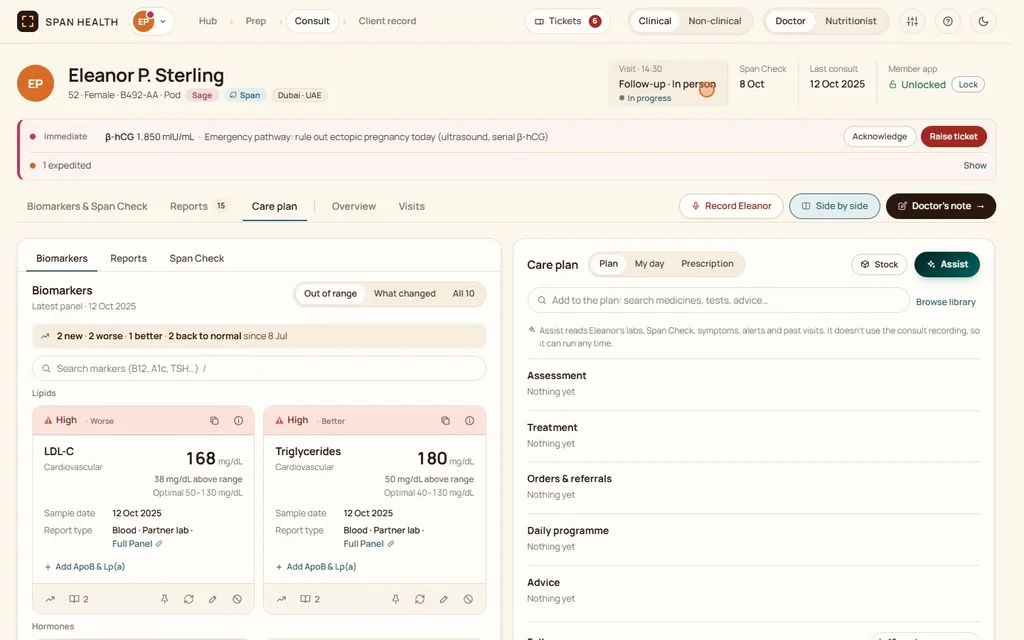 SPAN HEALTH
EP
Hub
Prep
Consult
Client record
Tickets 6
Clinical
Non-clinical
Doctor
Nutritionist
EP
Eleanor P. Sterling
52 · Female · B492-AA · Pod Sage Span Dubai · UAE
Visit · 14:30
Follow-up · In person
In progress
Span Check
8 Oct
Last consult
12 Oct 2025
Member app
Unlocked
Lock
Immediate β-hCG 1,850 mIU/mL · Emergency pathway: rule out ectopic pregnancy today (ultrasound, serial β-hCG)
Acknowledge
Raise ticket
1 expedited
Show
Biomarkers & Span Check
Reports 15
Care plan
Overview
Visits
Record Eleanor
Side by side
Doctor's note →
Biomarkers
Reports
Span Check
Biomarkers
Latest panel · 12 Oct 2025
Out of range
What changed
All 10
2 new · 2 worse · 1 better · 2 back to normal since 8 Jul
Search markers (B12, A1c, TSH…) /
Lipids
High · Worse
LDL-C
Cardiovascular
168 mg/dL
38 mg/dL above range
Optimal 50–130 mg/dL
Sample date 12 Oct 2025
Report type Blood · Partner lab ·
Full Panel
+ Add ApoB & Lp(a)
2
High · Better
Triglycerides
Cardiovascular
180 mg/dL
50 mg/dL above range
Optimal 40–130 mg/dL
Sample date 12 Oct 2025
Report type Blood · Partner lab ·
Full Panel
+ Add ApoB & Lp(a)
2
Hormones
Care plan
Plan
My day
Prescription
Stock
Assist
Add to the plan: search medicines, tests, advice…
Browse library
Assist reads Eleanor's labs, Span Check, symptoms, alerts and past visits. It doesn't use the consult recording, so
it can run any time.
Assessment
Nothing yet
Treatment
Nothing yet
Orders & referrals
Nothing yet
Daily programme
Nothing yet
Advice
Nothing yet